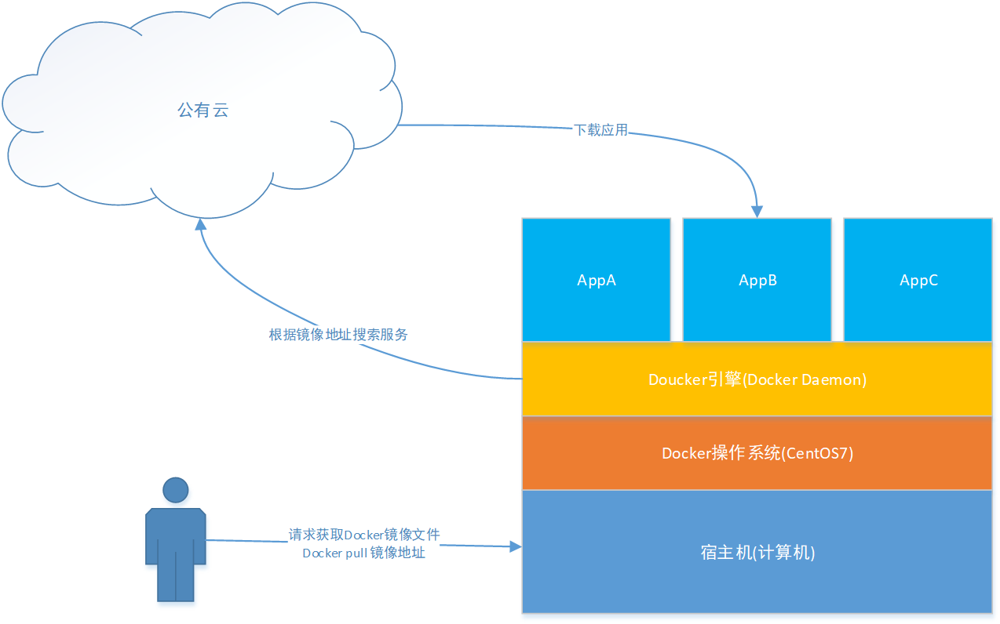 公有云
下载应用
AppA
AppB
AppC
根据镜像地址搜索服务
Doucker引擎(Docker Daemon)
Docker操作系统(CentOS7)
请求获取Docker镜像文件
Docker pull 镜像地址
宿主机(计算机)